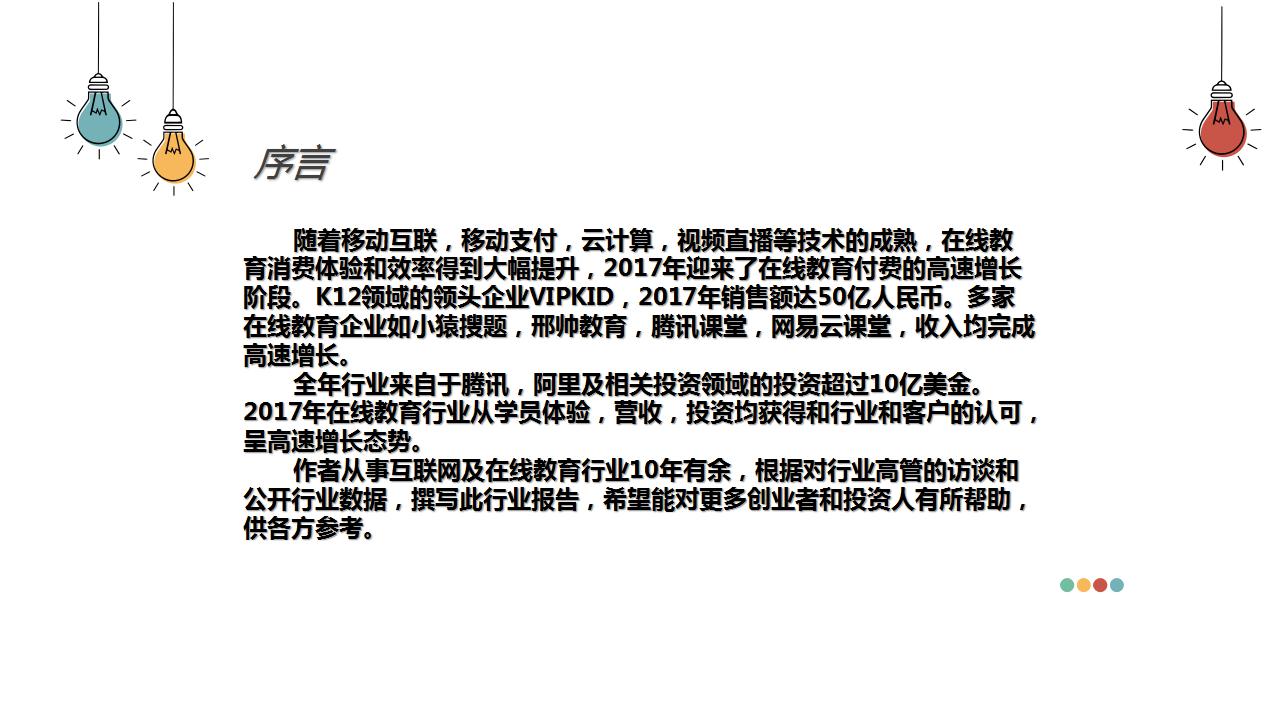 序言
随着移动互联，移动支付，云计算，视频直播等技术的成熟，在线教
育消费体验和效率得到大幅提升，2017年迎来了在线教育付费的高速增长
阶段。K12领域的领头企业VIPKID，2017年销售额达50亿人民币。多家
在线教育企业如小猿搜题，邢帅教育，腾讯课堂，网易云课堂，收入均完成
高速增长。
全年行业来自于腾讯，阿里及相关投资领域的投资超过10亿美金。
2017年在线教育行业从学员体验，营收，投资均获得和行业和客户的认可，
呈高速增长态势。
作者从事互联网及在线教育行业10年有余，根据对行业高管的访谈和
公开行业数据，撰写此行业报告，希望能对更多创业者和投资人有所帮助，
供各方参考。